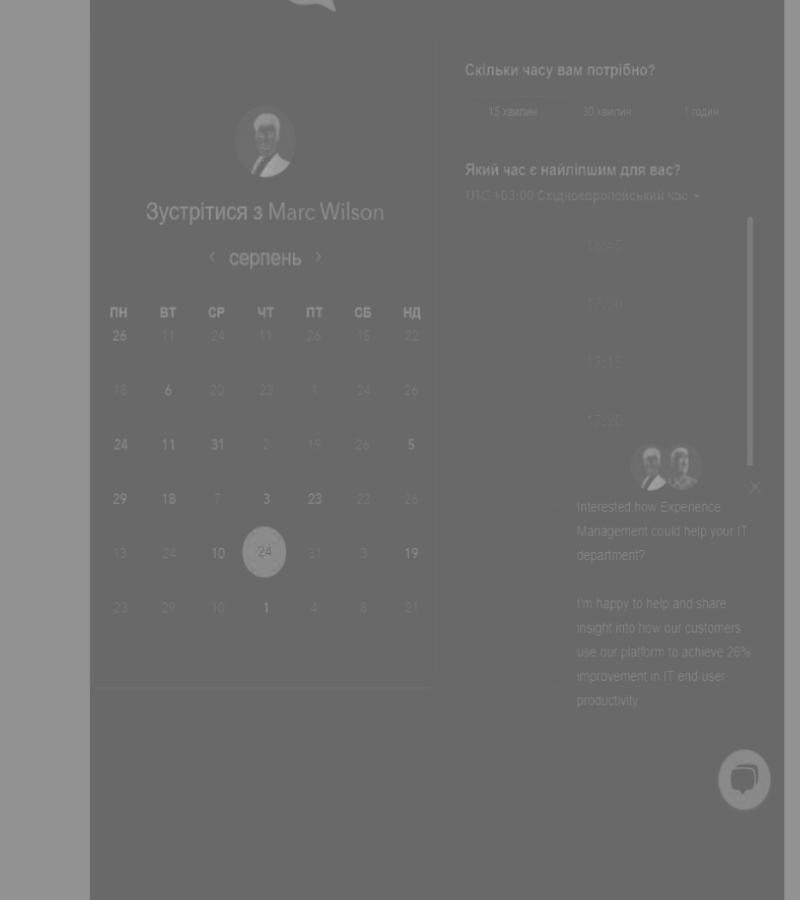 Зустрітися з Marc Wilson
серпень
ПН ВТ СР ЧТ ПТ СБ НД
26 11 24 11 26 15 22
18 6 20 23 1 24 26
24 11 31 2 19 26 5
29 18 7 3 23 22 26
13 24 10 24 31 3 19
23 29 10 1 4 8 21
Скільки часу вам потрібно?
15 хвилин 30 хвилин 1 годин
Який час є найліпшим для вас?
UTC +03:00 Східноєвропейський час
17:15
Interested how Experience
Management could help your IT
department?
I'm happy to help and share
insight into how our customers
use our platform to achieve 26%
improvement in IT end-user
productivity